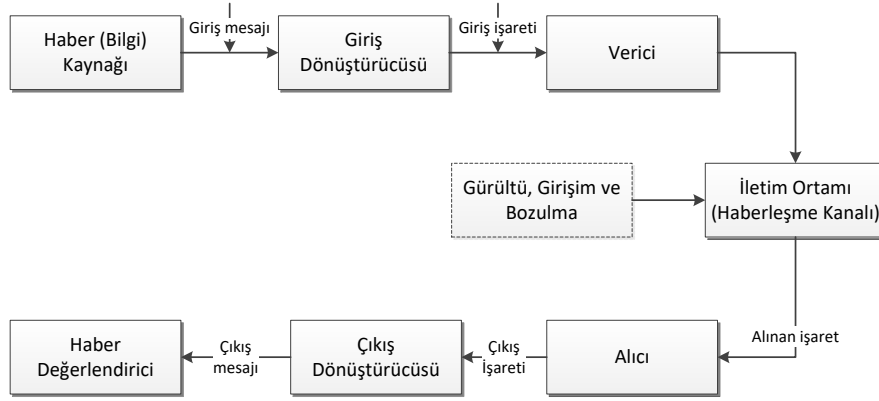 Giriş mesajı
Giriş işareti
Haber (Bilgi)
Kaynağı
Giriş
Dönüştürücüsü
Verici
Gürültü, Girişim ve
Bozulma
İletim Ortamı
(Haberleşme Kanalı)
Alınan işaret
Haber
Değerlendirici
Çıkış
mesajı
Çıkış
Dönüştürücüsü
Çıkış
İşareti
Alıcı